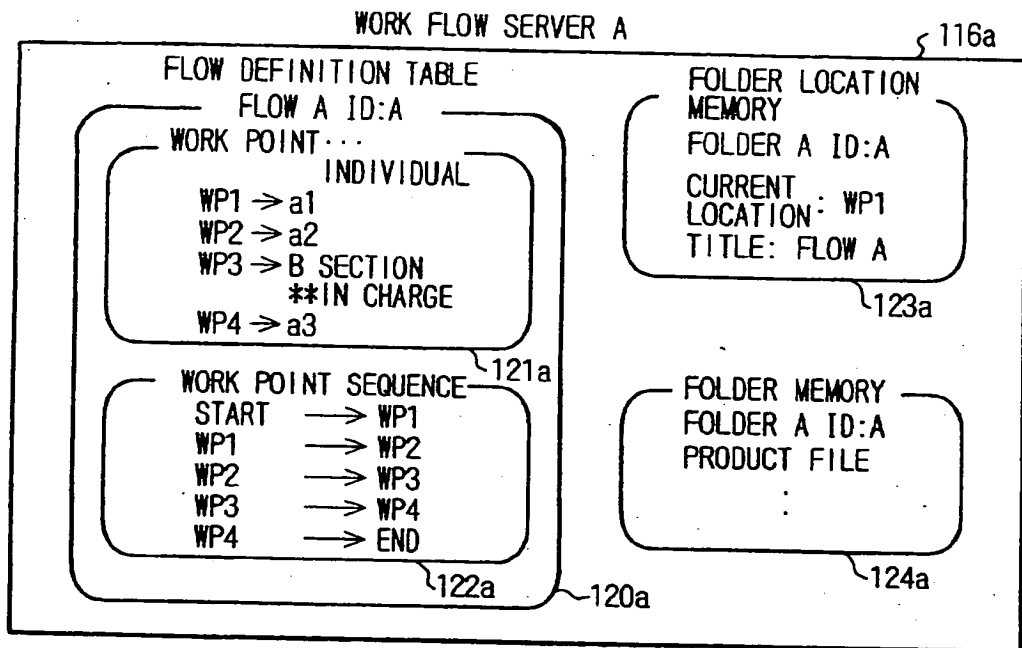 WORK FLOW SERVER A
116a
FLOW DEFINITION TABLE
FLOW A ID:A
WORK POINT···
INDIVIDUAL
WP1 → a1
WP2 → a2
WP3 → B SECTION
**IN CHARGE
WP4 → a3
121a
WORK POINT SEQUENCE
START → WP1
WP1 → WP2
WP2 → WP3
WP3 → WP4
WP4 → END
122a
120a
FOLDER LOCATION
MEMORY
FOLDER A ID:A
CURRENT
LOCATION: WP1
TITLE: FLOW A
123a
FOLDER MEMORY
FOLDER A ID:A
PRODUCT FILE
:
124a